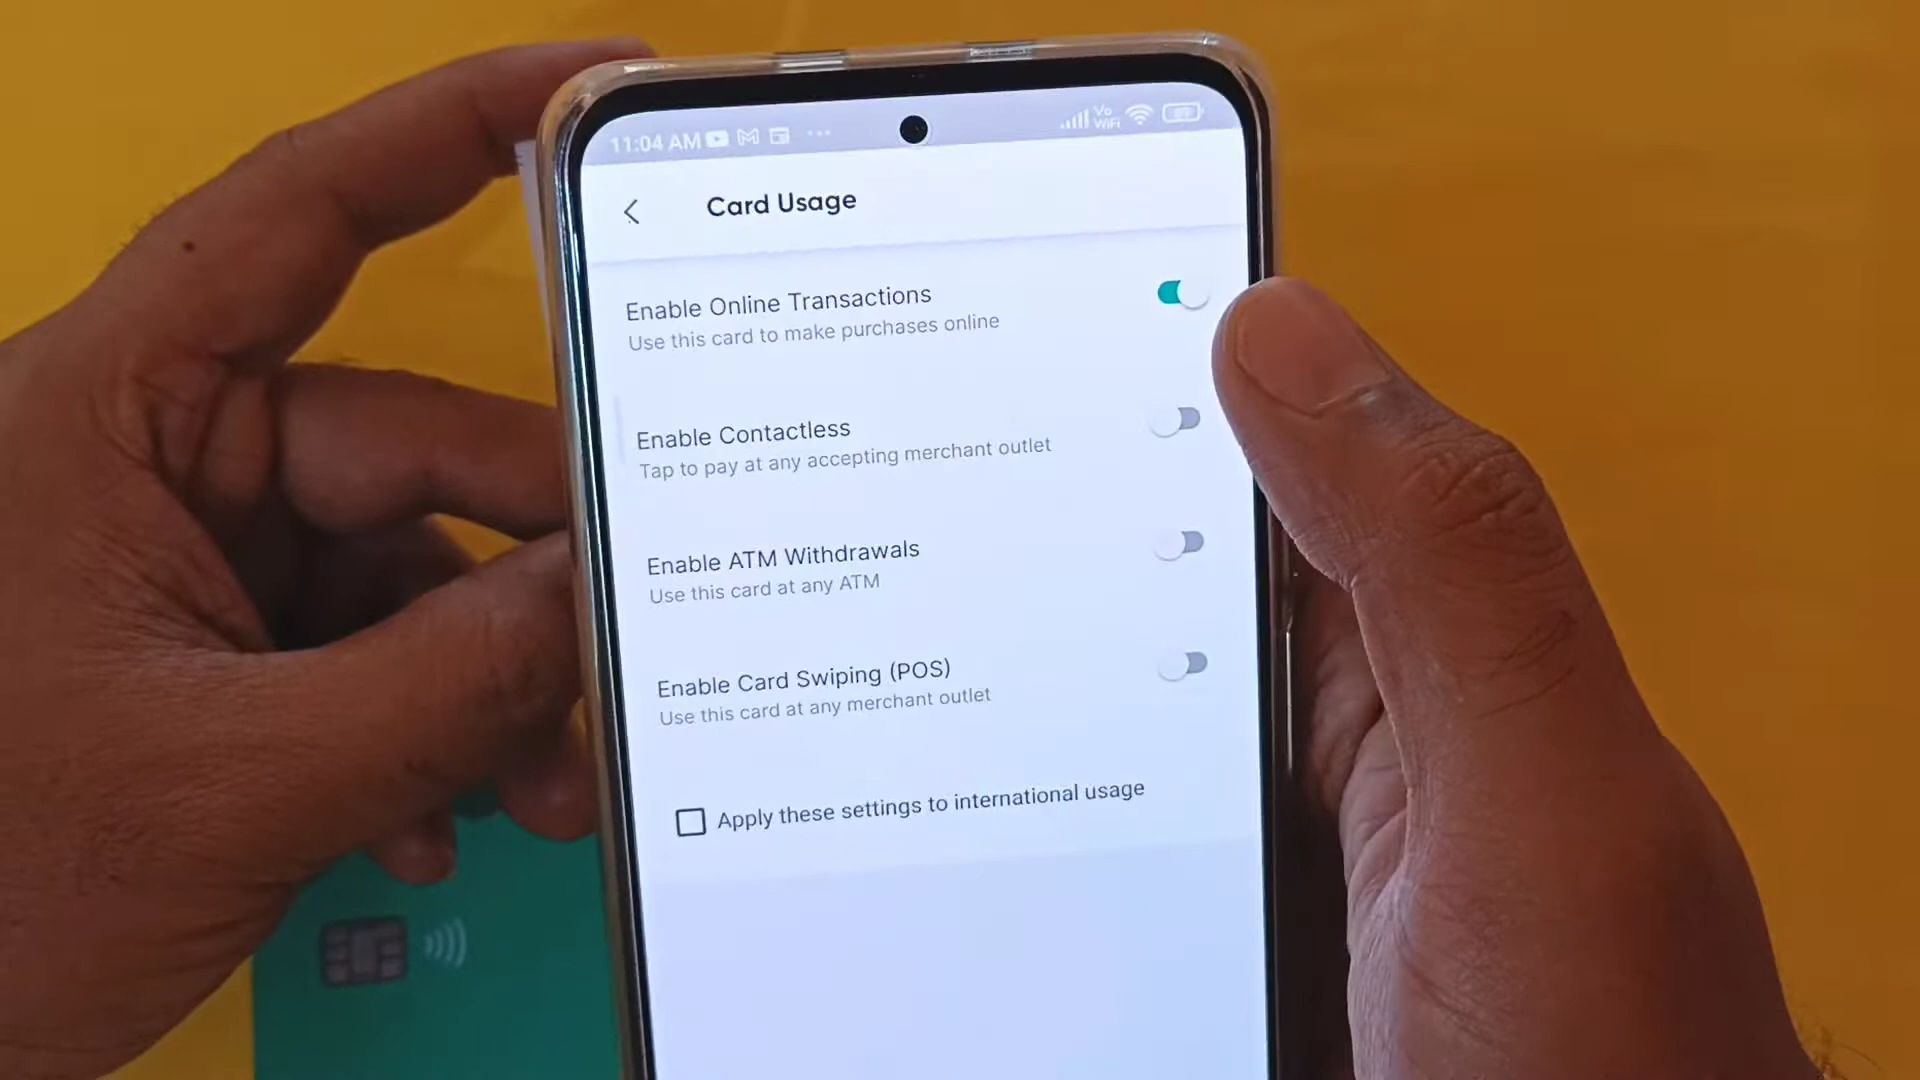 11:04 AM
Vo
WiFi
Card Usage
Enable Online Transactions
Use this card to make purchases online
Enable Contactless
Tap to pay at any accepting merchant outlet
Enable ATM Withdrawals
Use this card at any ATM
Enable Card Swiping (POS)
Use this card at any merchant outlet
Apply these settings to international usage